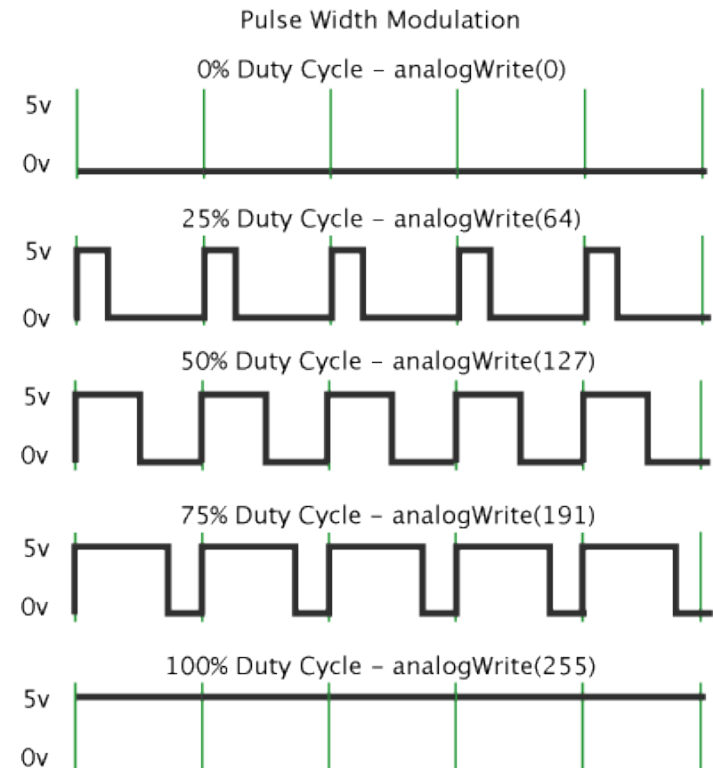 Pulse Width Modulation
0% Duty Cycle – analogWrite(0)
5v
0v
25% Duty Cycle – analogWrite(64)
5v
0v
50% Duty Cycle – analogWrite(127)
5v
0v
75% Duty Cycle – analogWrite(191)
5v
0v
100% Duty Cycle – analogWrite(255)
5v
0v